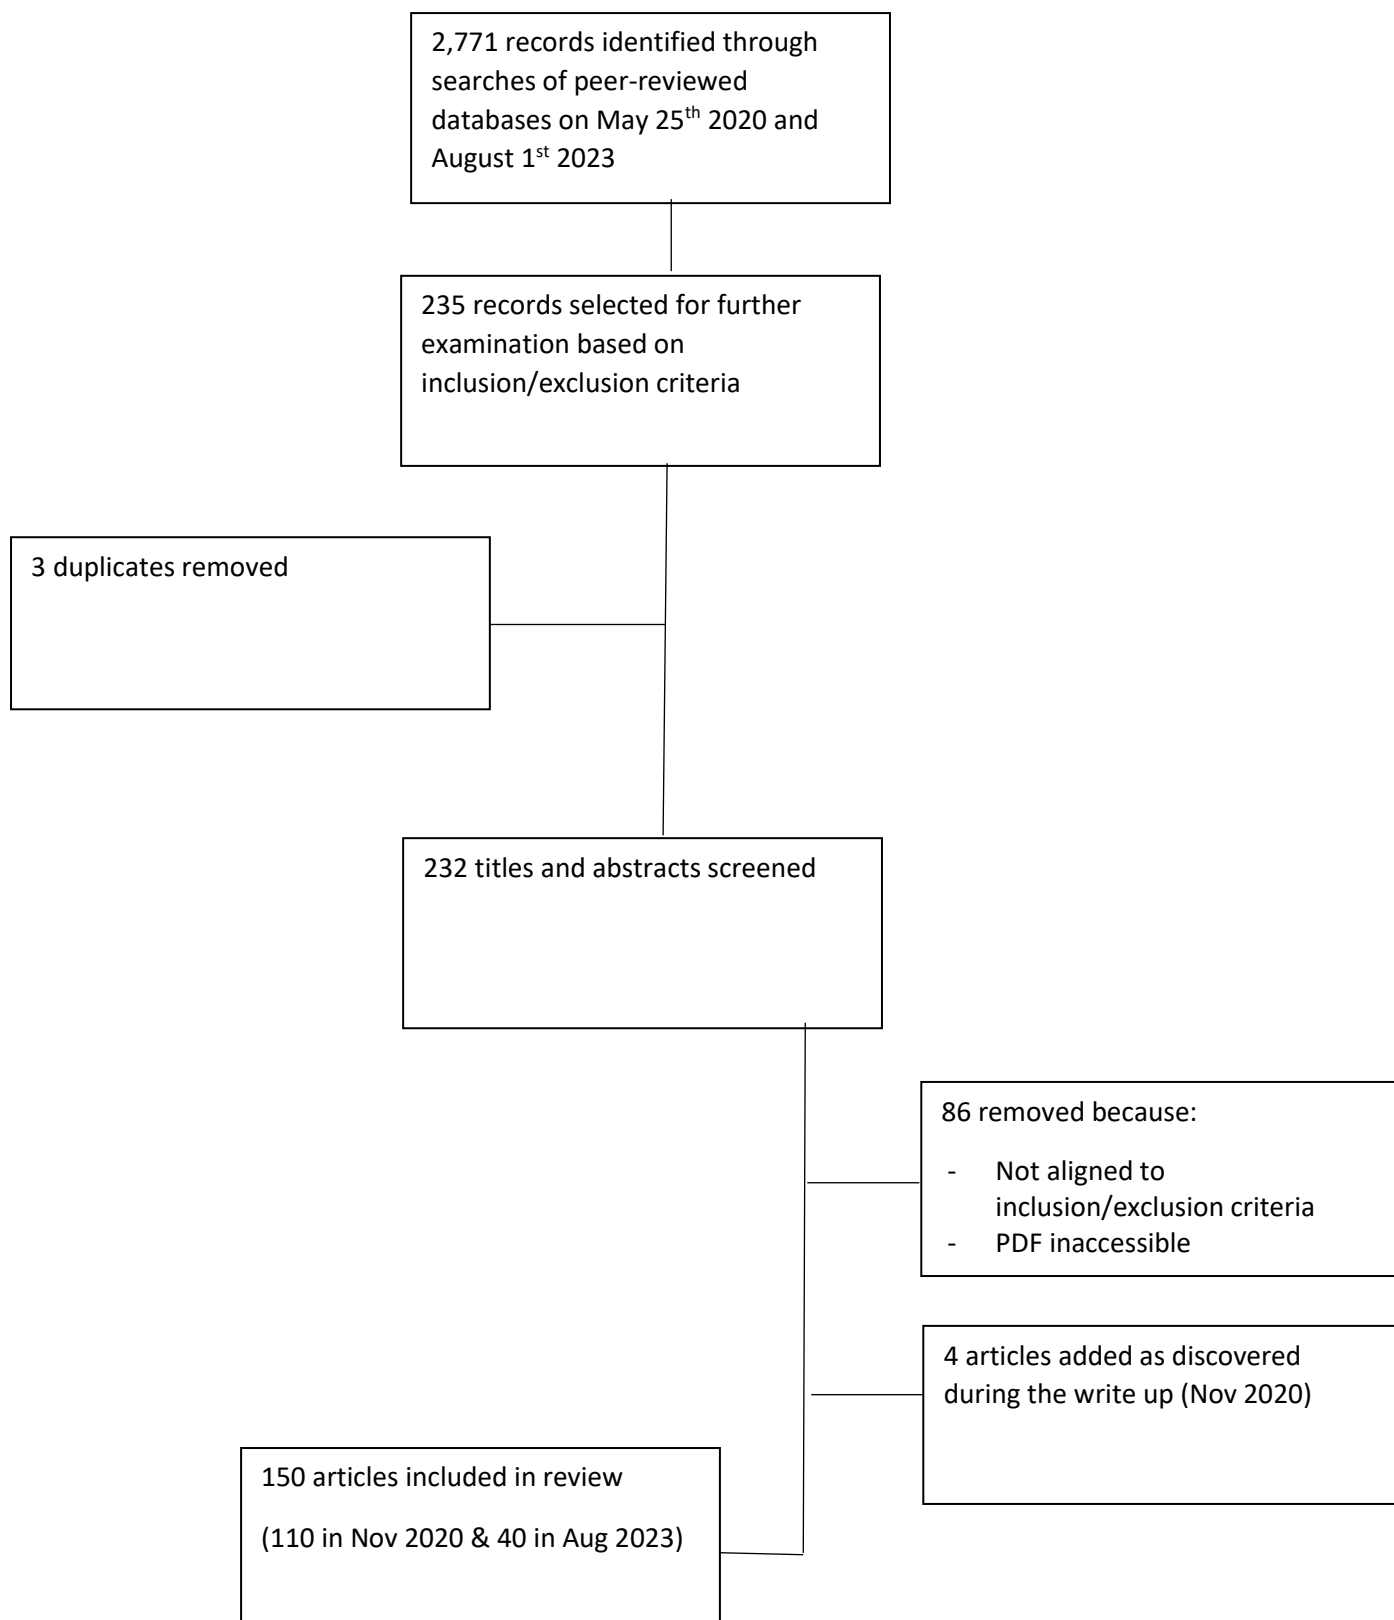 2,771 records identified through
searches of peer-reviewed
databases on May 25th 2020 and
August 1st 2023
235 records selected for further
examination based on
inclusion/exclusion criteria
3 duplicates removed
232 titles and abstracts screened
86 removed because:
- Not aligned to
inclusion/exclusion criteria
- PDF inaccessible
4 articles added as discovered
during the write up (Nov 2020)
150 articles included in review
(110 in Nov 2020 & 40 in Aug 2023)